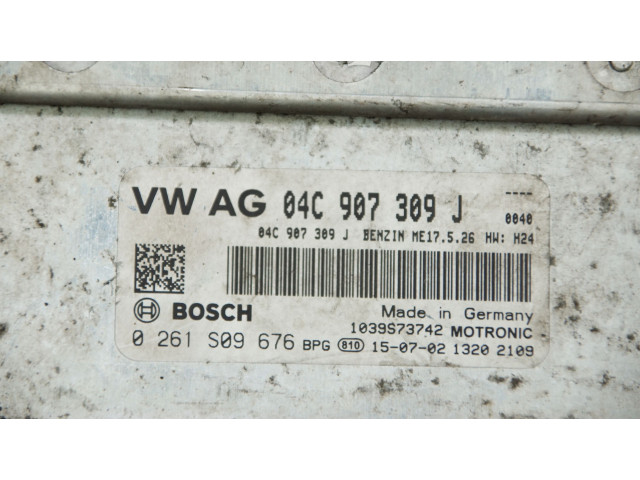 ----
VW AG 04C 907 309 J 0040
04C 907 309 J BENZIN ME17.5.26 HW: H24
BOSCH Made in Germany
1039S73742 MOTRONIC
0 261 S09 676 BPG 810 15-07-02 1320 2109